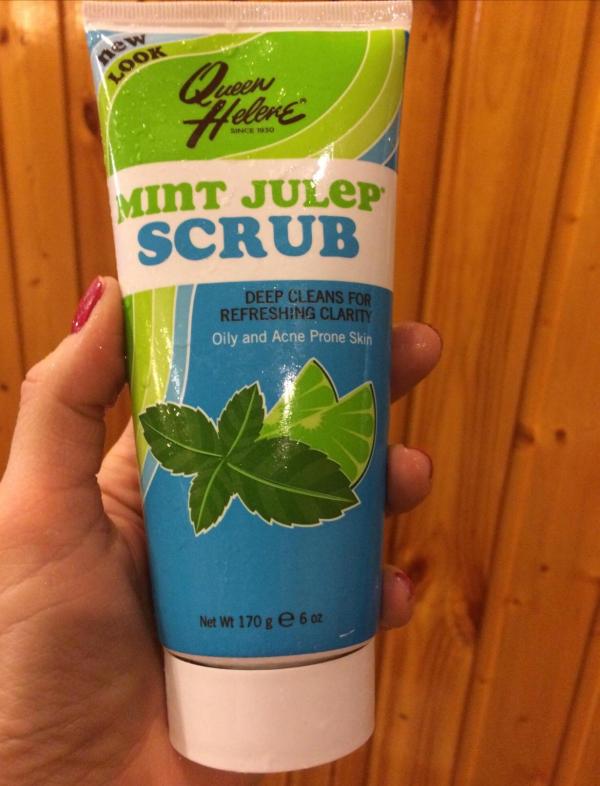 new
LOOK
Queen
Helene
SINCE 1930
MINT JULEP
SCRUB
DEEP CLEANS FOR
REFRESHING CLARITY
Oily and Acne Prone Skin
Net Wt 170 g ℮ 6 oz